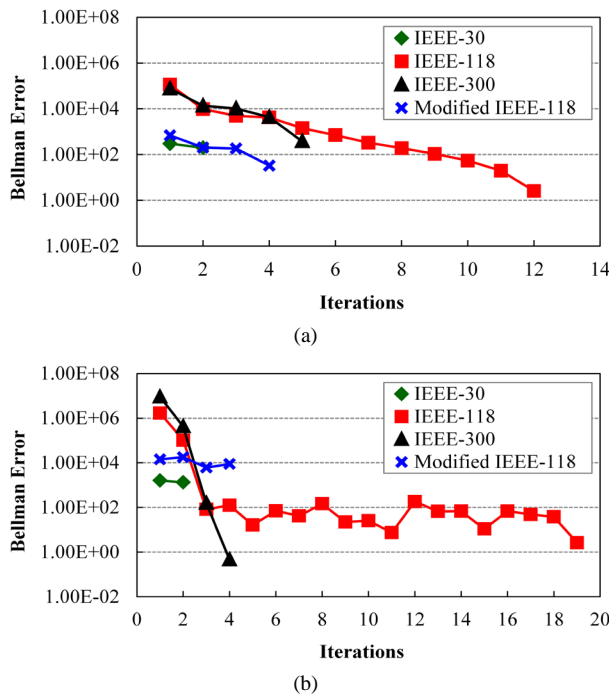 1.00E+08
1.00E+06
1.00E+04
1.00E+02
1.00E+00
1.00E-02
Bellman Error
IEEE-30
IEEE-118
IEEE-300
Modified IEEE-118
0 2 4 6 8 10 12 14
Iterations
(a)
1.00E+08
1.00E+06
1.00E+04
1.00E+02
1.00E+00
1.00E-02
Bellman Error
IEEE-30
IEEE-118
IEEE-300
Modified IEEE-118
0 2 4 6 8 10 12 14 16 18 20
Iterations
(b)